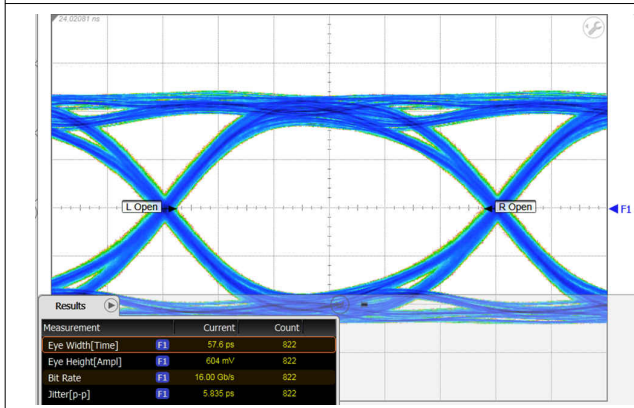 24.02081 ns
L Open
R Open
F1
Results
Measurement Current Count
Eye Width[Time] F1 57.6 ps 822
Eye Height[Ampl] F1 604 mV 822
Bit Rate F1 16.00 Gb/s 822
Jitter[p-p] F1 5.835 ps 822